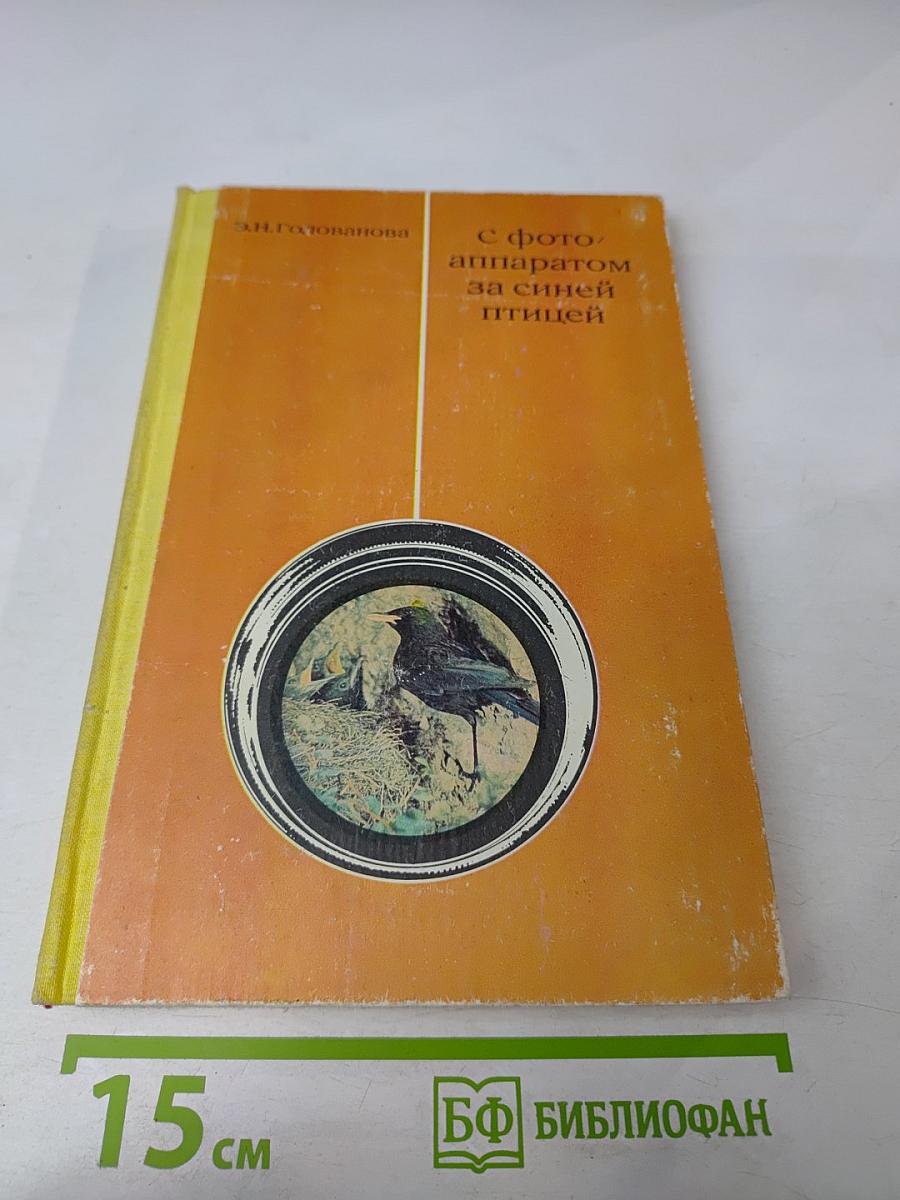 Э.Н.Голованова
с фото/
аппаратом
за синей
птицей
15 см
БФ БИБЛИОФАН